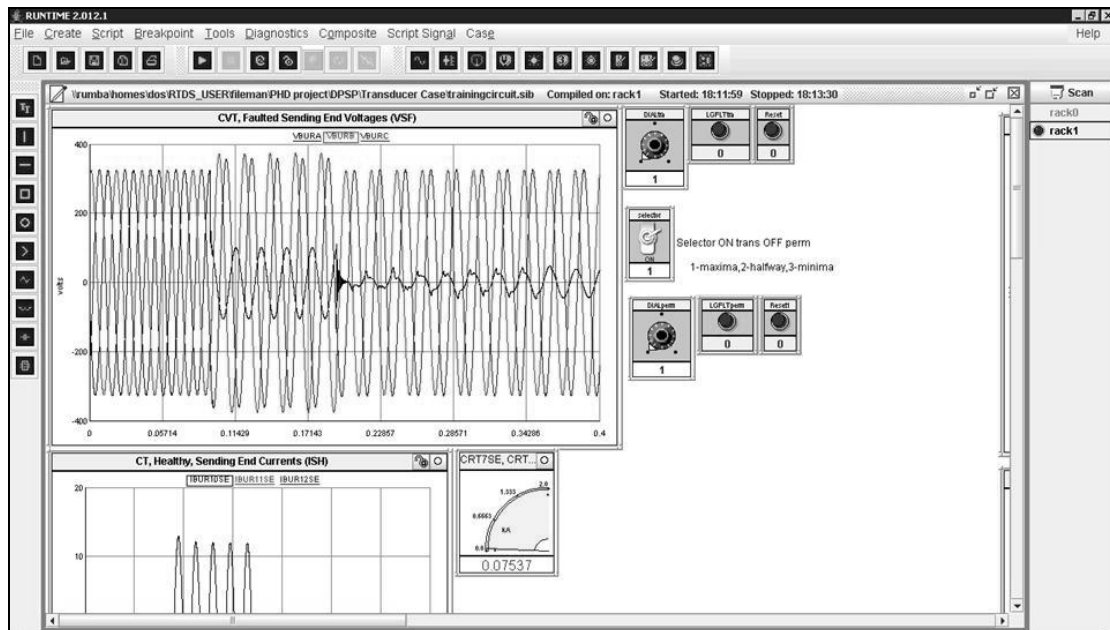 RUNTIME 2.012.1
File Create Script Breakpoint Tools Diagnostics Composite Script Signal Case Help
\\rumba\homes\dos\RTDS_USER\fileman\PHD project\DPSP\Transducer Case\trainingcircuit.sib Compiled on: rack1 Started: 18:11:59 Stopped: 18:13:30
Scan
rack0
rack1
CVT, Faulted Sending End Voltages (VSF)
VBURA VBURB VBURC
400
200
0
-200
-400
volts
0 0.05714 0.11429 0.17143 0.22857 0.28571 0.34286 0.4
DIALtra
1
LGFLTtra
0
Reset
0
selector
ON
1
Selector ON trans OFF perm
1-maxima,2-halfway,3-minima
DIALperm
1
LGFLTperm
0
Reset1
0
CT, Healthy, Sending End Currents (ISH)
IBUR10SE IBUR11SE IBUR12SE
20
10
CRT7SE, CRT...
2.0
1.333
0.6663
0.0
KA
0.07537